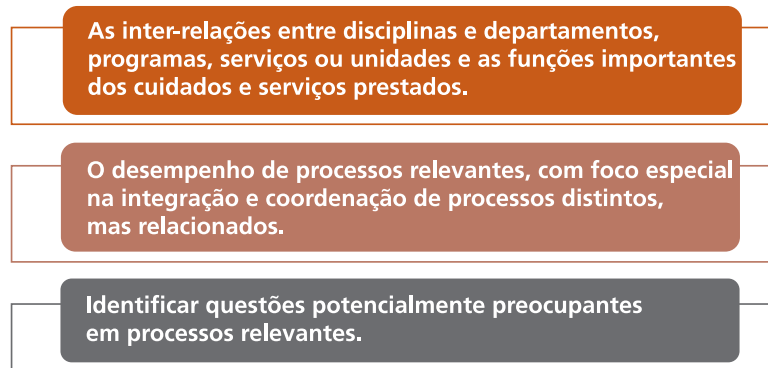 As inter-relações entre disciplinas e departamentos,
programas, serviços ou unidades e as funções importantes
dos cuidados e serviços prestados.
O desempenho de processos relevantes, com foco especial
na integração e coordenação de processos distintos,
mas relacionados.
Identificar questões potencialmente preocupantes
em processos relevantes.